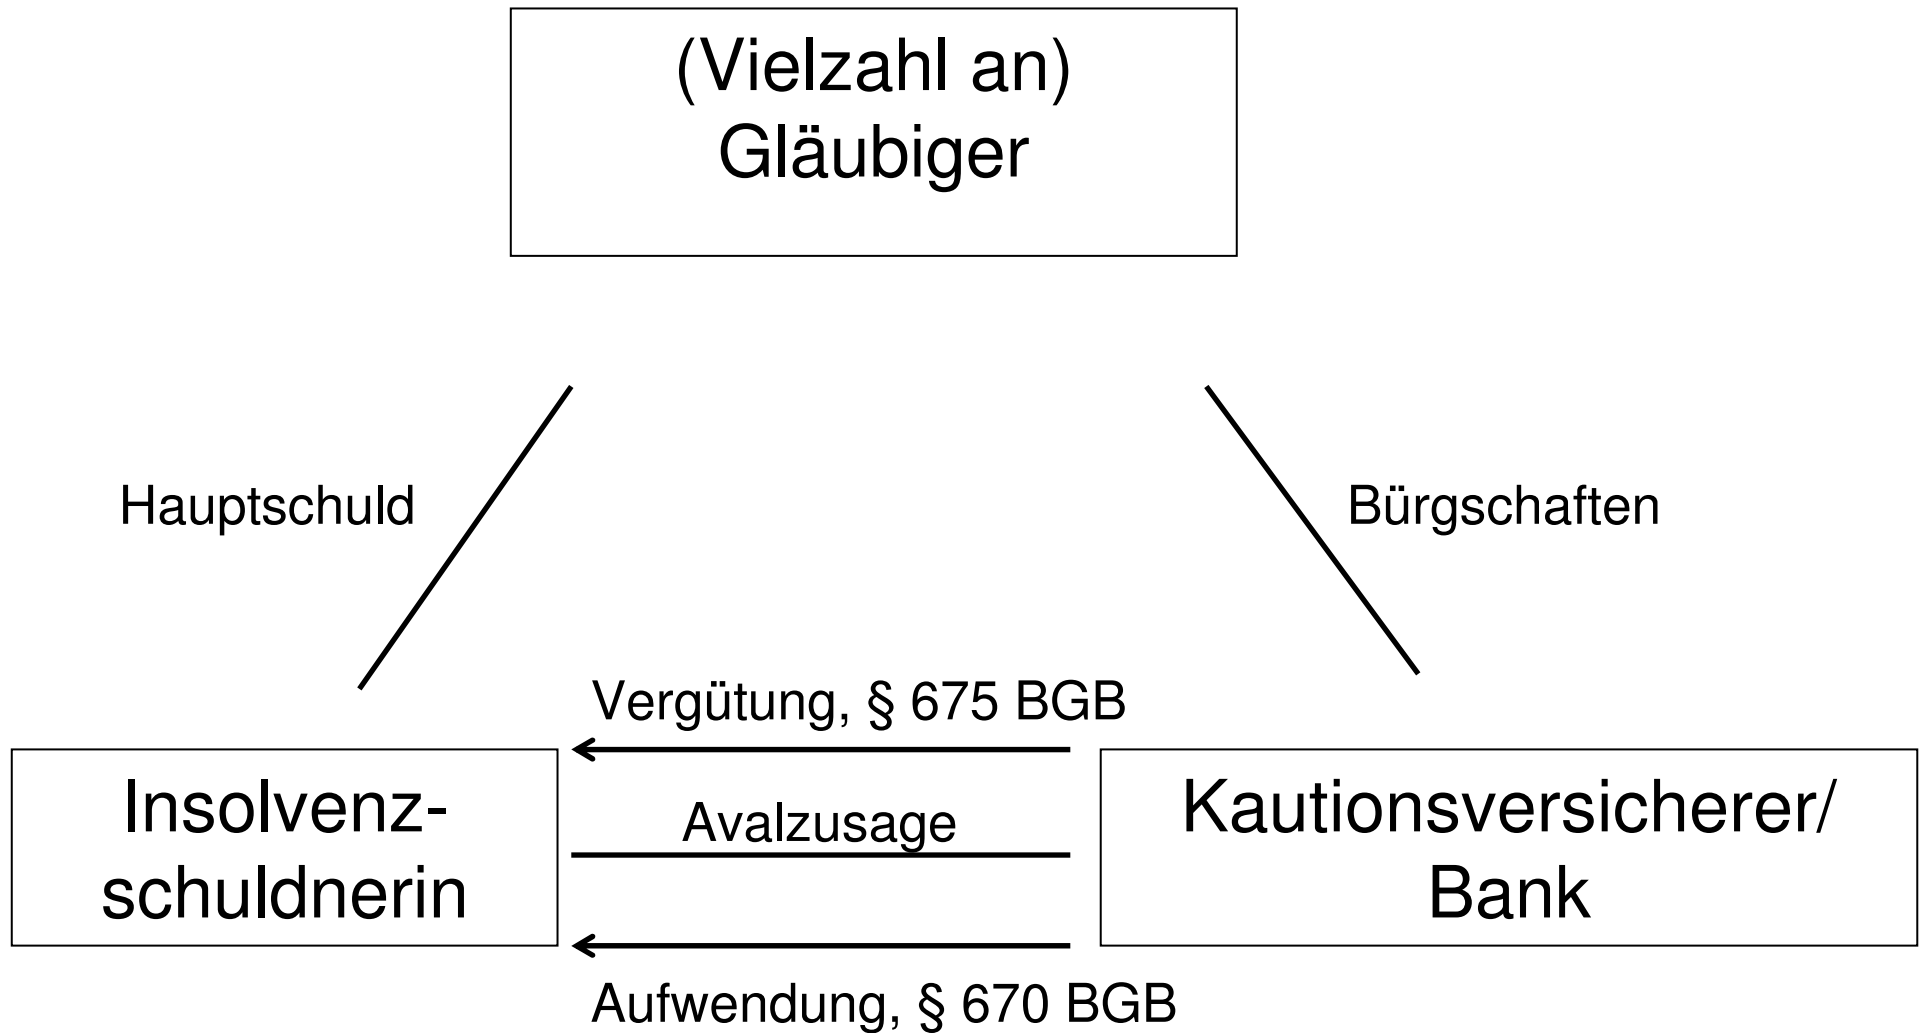 (Vielzahl an)
Gläubiger
Hauptschuld
Bürgschaften
Vergütung, § 675 BGB
Insolvenz-
schuldnerin
Avalzusage
Kautionsversicherer/
Bank
Aufwendung, § 670 BGB